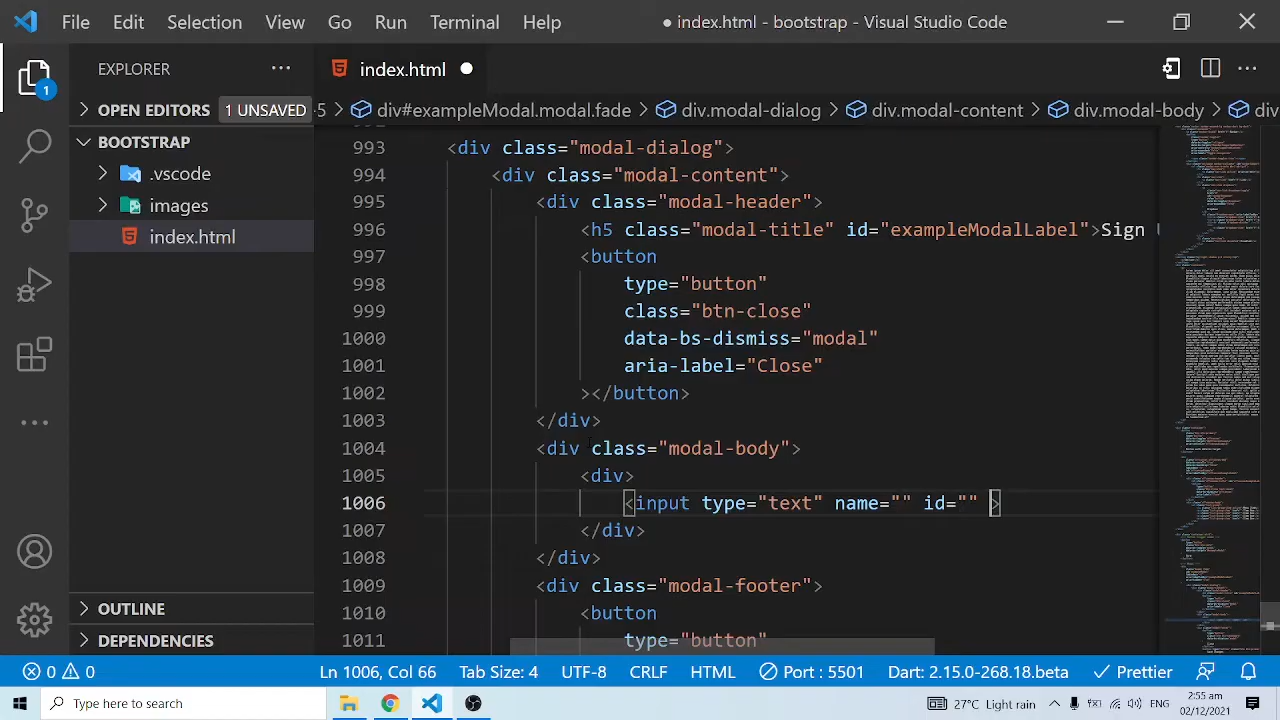 File Edit Selection View Go Run Terminal Help ● index.html - bootstrap - Visual Studio Code
EXPLORER
index.html
OPEN EDITORS 1 UNSAVED
5 > div#exampleModal.modal.fade > div.modal-dialog > div.modal-content > div.modal-body > di
BOOTSTRAP
.vscode
images
index.html
1
993 <div class="modal-dialog">
994 <div class="modal-content">
995 <div class="modal-header">
996 <h5 class="modal-title" id="exampleModalLabel">Sign
997 <button
998 type="button"
999 class="btn-close"
1000 data-bs-dismiss="modal"
1001 aria-label="Close"
1002 ></button>
1003 </div>
1004 <div class="modal-body">
1005 <div>
1006 <input type="text" name="" id="" >
1007 </div>
1008 </div>
1009 <div class="modal-footer">
1010 <button
1011 type="button"
OUTLINE
DEPENDENCIES
0 0 Ln 1006, Col 66 Tab Size: 4 UTF-8 CRLF HTML Port : 5501 Dart: 2.15.0-268.18.beta Prettier
Type here to search
27°C Light rain
2:55 am
02/12/2021